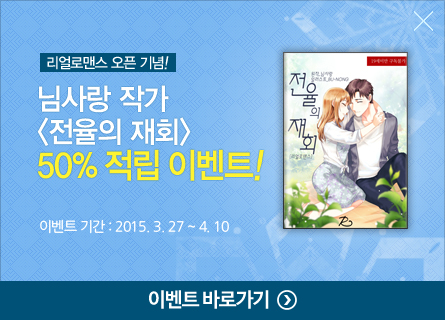 리얼로맨스 오픈 기념!
님사랑 작가
<전율의 재회>
50% 적립 이벤트!
이벤트 기간 : 2015. 3. 27 ~ 4. 10
전율의
재회
이벤트 바로가기